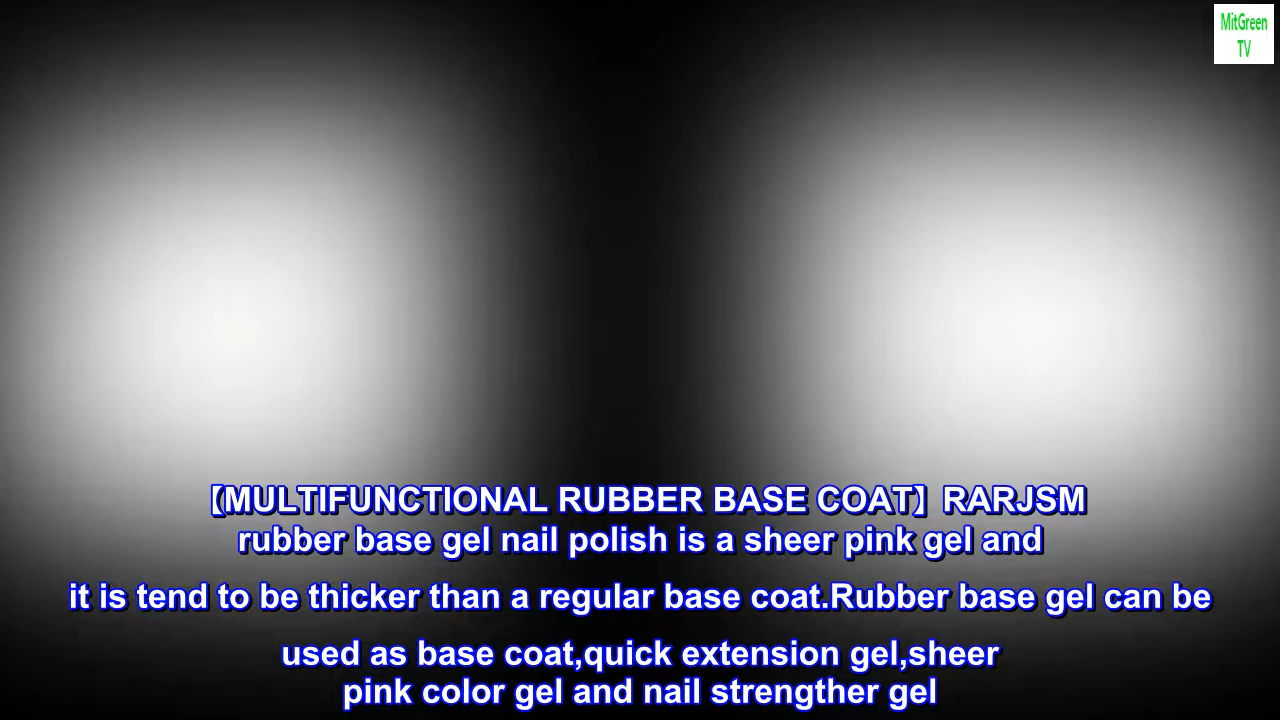 MitGreen
TV
【MULTIFUNCTIONAL RUBBER BASE COAT】 RARJSM
rubber base gel nail polish is a sheer pink gel and
it is tend to be thicker than a regular base coat.Rubber base gel can be
used as base coat,quick extension gel,sheer
pink color gel and nail strengther gel